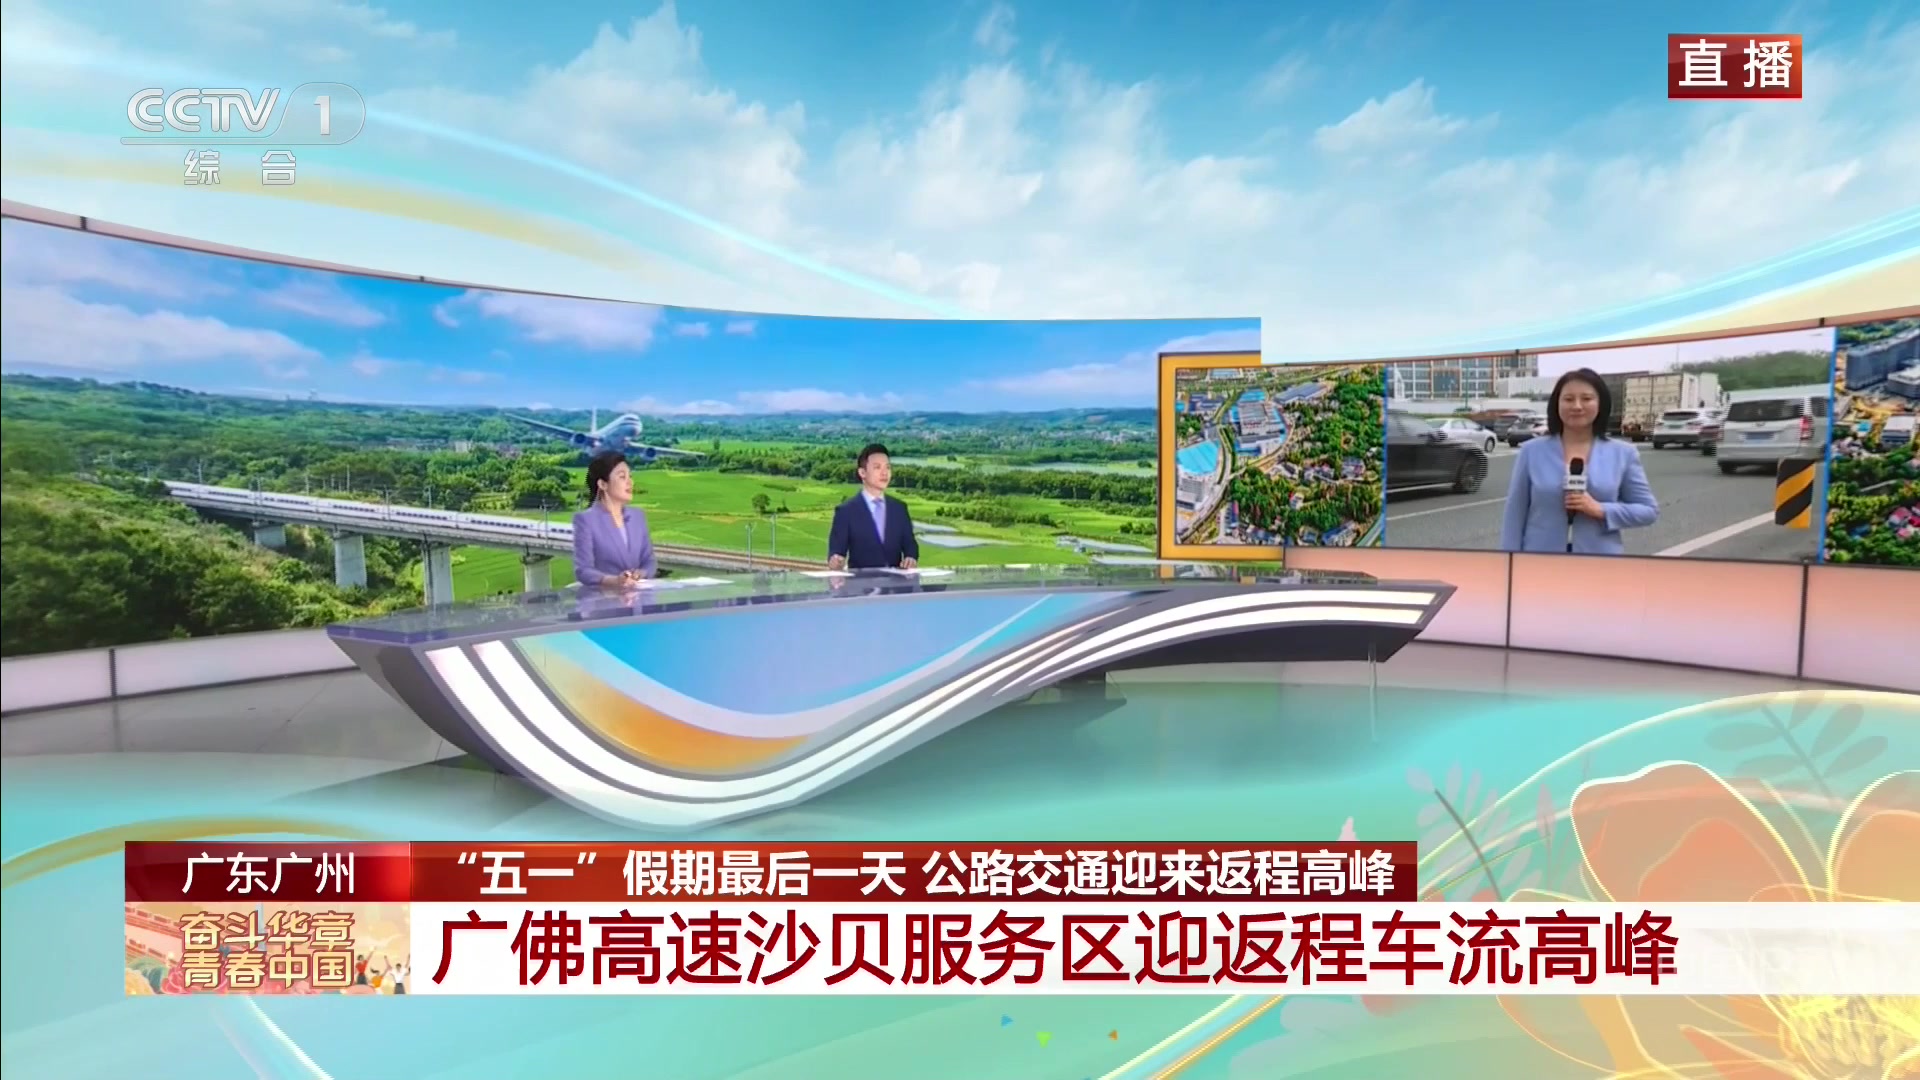 直播
CCTV 1
综合
广东广州
“五一”假期最后一天 公路交通迎来返程高峰
奋斗华章
青春中国
广佛高速沙贝服务区迎返程车流高峰